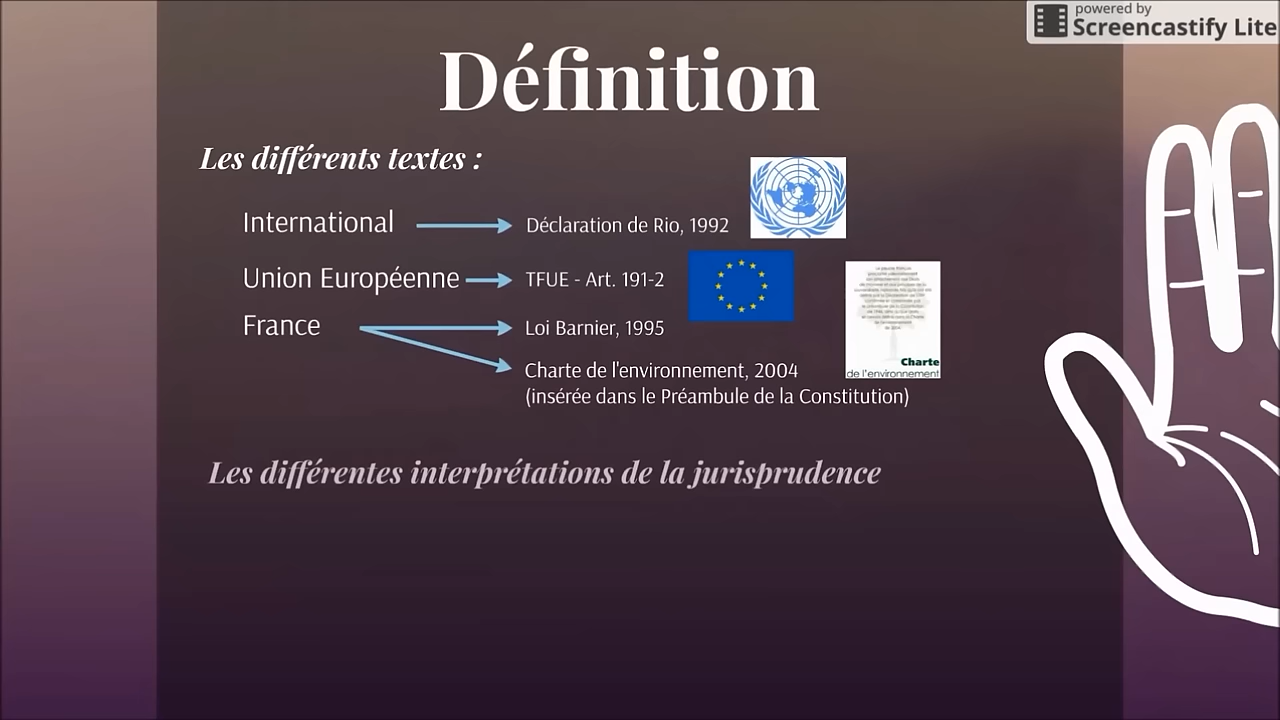 powered by
Screencastify Lite
Définition
Les différents textes :
International
Déclaration de Rio, 1992
Union Européenne
TFUE - Art. 191-2
France
Loi Barnier, 1995
Charte de l'environnement, 2004
(insérée dans le Préambule de la Constitution)
Charte
de l'environnement
Les différentes interprétations de la jurisprudence